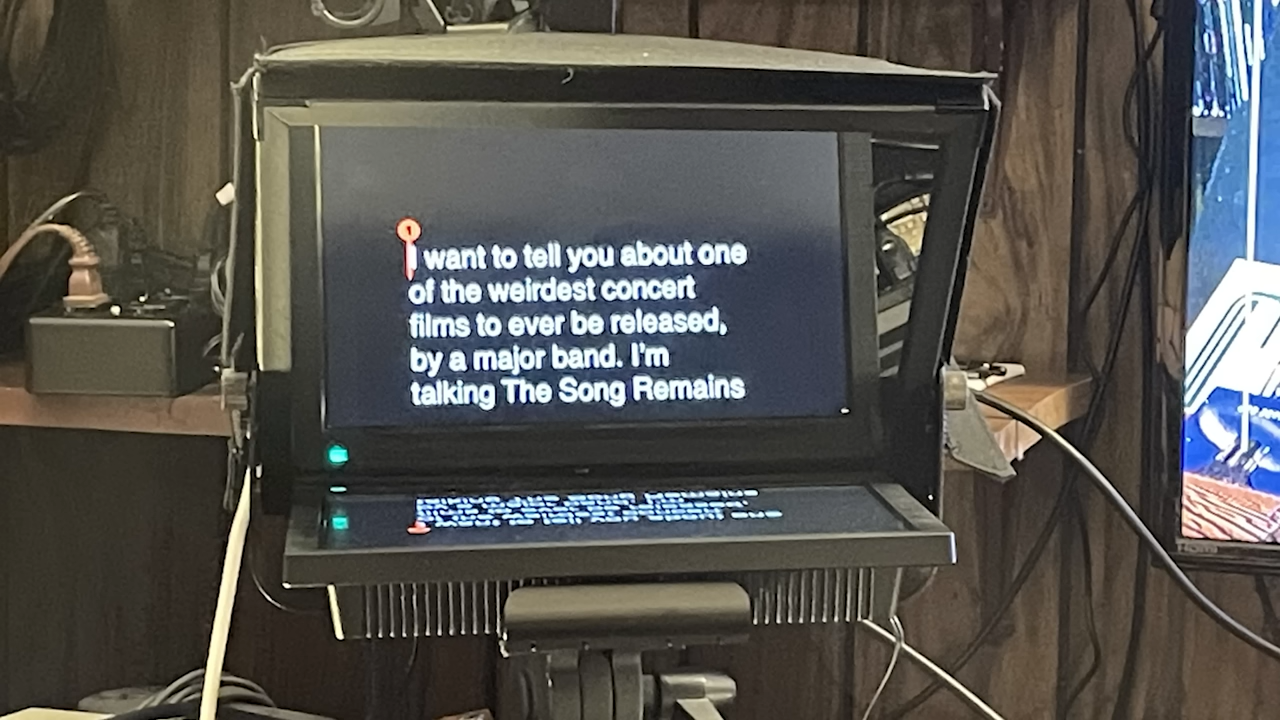 I want to tell you about one
of the weirdest concert
films to ever be released,
by a major band. I'm
talking The Song Remains